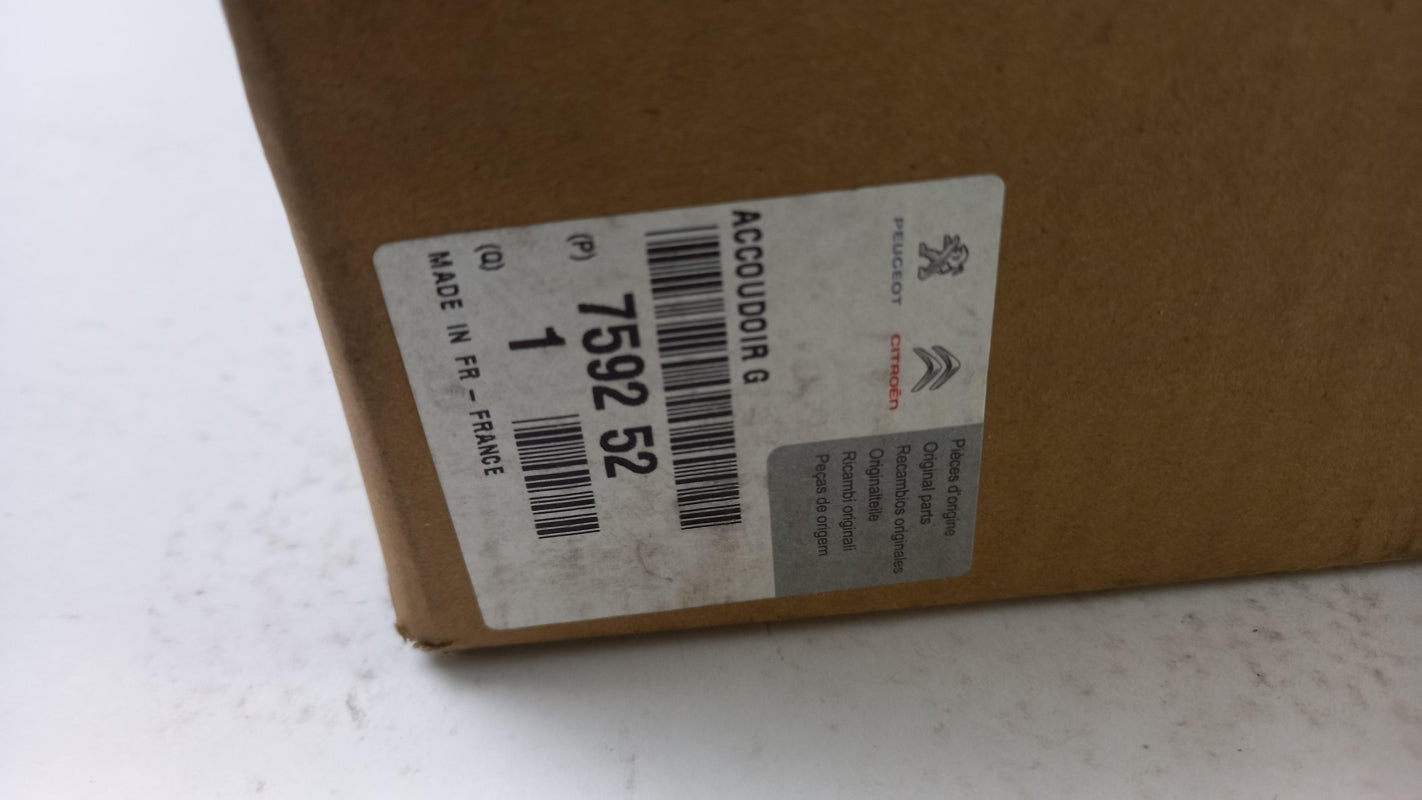 PEUGEOT
CITROËN
Pièces d'origine
Original parts
Recambios originales
Originalteile
Ricambi originali
Peças de origem
ACCOUDOIR G
(P) 7592 52
(Q) 1
MADE IN FR - FRANCE